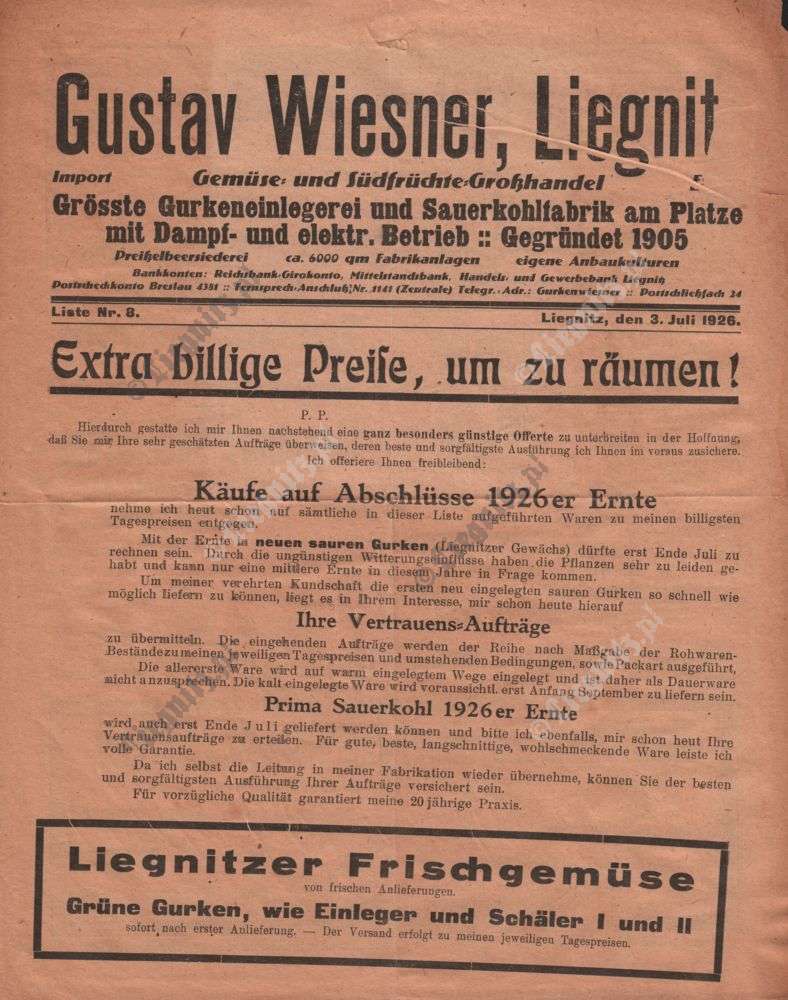 Gustav Wiesner, Liegnit
Import Gemüse- und Südfrüchte-Großhandel
Grösste Gurkeneinlegerei und Sauerkohlfabrik am Platze
mit Dampf- und elektr. Betrieb :: Gegründet 1905
Preißelbeersiederei ca. 6000 qm Fabrikanlagen eigene Anbaukulturen
Bankkonten: Reichsbank-Girokonto, Mittelstandsbank, Handels- und Gewerbebank Liegnitz
Postscheckkonto Breslau 4381 :: Fernsprech-Anschluß Nr. 1141 (Zentrale) Telegr.-Adr.: Gurkenwiesner :: Postschließfach 24
Liste Nr. 8. Liegnitz, den 3. Juli 1926.
Extra billige Preise, um zu räumen!
P. P.
Hierdurch gestatte ich mir Ihnen nachstehend eine ganz besonders günstige Offerte zu unterbreiten in der Hoffnung,
daß Sie mir Ihre sehr geschätzten Aufträge überweisen, deren beste und sorgfältigste Ausführung ich Ihnen im voraus zusichere.
Ich offeriere Ihnen freibleibend:
Käufe auf Abschlüsse 1926er Ernte
nehme ich heut schon auf sämtliche in dieser Liste aufgeführten Waren zu meinen billigsten
Tagespreisen entgegen.
Mit der Ernte in neuen sauren Gurken (Liegnitzer Gewächs) dürfte erst Ende Juli zu
rechnen sein. Durch die ungünstigen Witterungseinflüsse haben die Pflanzen sehr zu leiden ge-
habt und kann nur eine mittlere Ernte in diesem Jahre in Frage kommen.
Um meiner verehrten Kundschaft die ersten neu eingelegten sauren Gurken so schnell wie
möglich liefern zu können, liegt es in Ihrem Interesse, mir schon heute hierauf
Ihre Vertrauens-Aufträge
zu übermitteln. Die eingehenden Aufträge werden der Reihe nach Maßgabe der Rohwaren-
Bestände zu meinen jeweiligen Tagespreisen und umstehenden Bedingungen, sowie Packart ausgeführt,
Die allererste Ware wird auf warm eingelegtem Wege eingelegt und ist daher als Dauerware
nicht anzusprechen. Die kalt eingelegte Ware wird voraussichtl. erst Anfang September zu liefern sein.
Prima Sauerkohl 1926er Ernte
wird auch erst Ende Juli geliefert werden können und bitte ich ebenfalls, mir schon heut Ihre
Vertrauensaufträge zu erteilen. Für gute, beste, langschnittige, wohlschmeckende Ware leiste ich
volle Garantie.
Da ich selbst die Leitung in meiner Fabrikation wieder übernehme, können Sie der besten
und sorgfältigsten Ausführung Ihrer Aufträge versichert sein.
Für vorzügliche Qualität garantiert meine 20 jährige Praxis.
Liegnitzer Frischgemüse
von frischen Anlieferungen.
Grüne Gurken, wie Einleger und Schäler I und II
sofort nach erster Anlieferung. — Der Versand erfolgt zu meinen jeweiligen Tagespreisen.